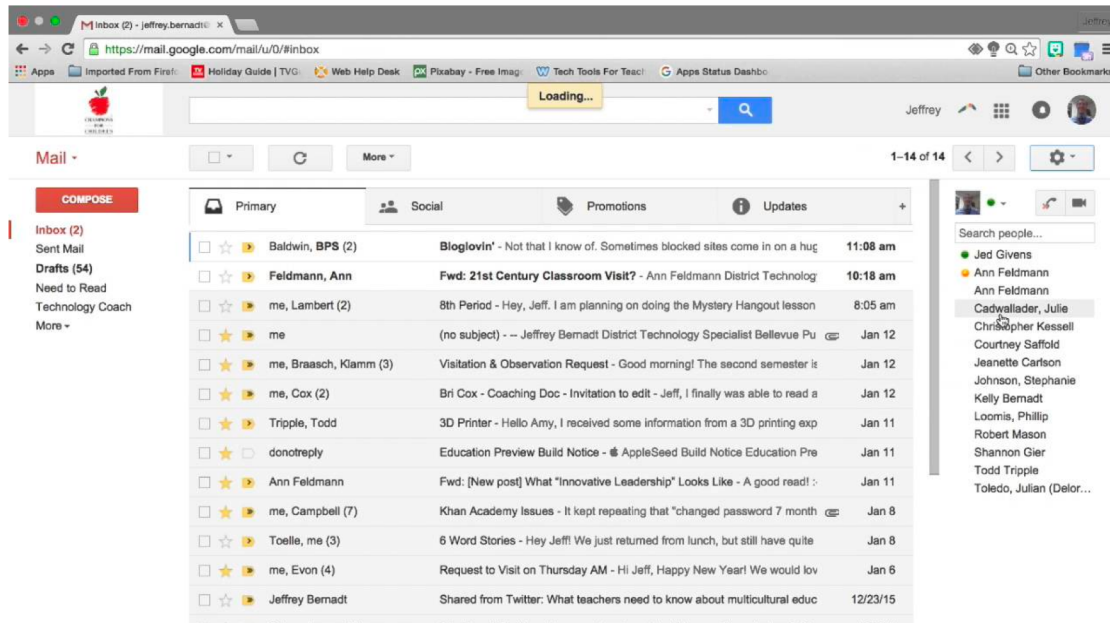 Inbox (2) - jeffrey.bernadt@ ×
https://mail.google.com/mail/u/0/#inbox
Apps Imported From Firefo Holiday Guide | TVG Web Help Desk Pixabay - Free Image Tech Tools For Teach Apps Status Dashbo Other Bookmarks
Loading...
CHAMPIONS
FOR
CHILDREN
Jeffrey
Mail
More
1–14 of 14
COMPOSE
Inbox (2)
Sent Mail
Drafts (54)
Need to Read
Technology Coach
More
Primary Social Promotions Updates +
Baldwin, BPS (2) Bloglovin' - Not that I know of. Sometimes blocked sites come in on a hug 11:08 am
Feldmann, Ann Fwd: 21st Century Classroom Visit? - Ann Feldmann District Technolog 10:18 am
me, Lambert (2) 8th Period - Hey, Jeff. I am planning on doing the Mystery Hangout lesson 8:05 am
me (no subject) - -- Jeffrey Bernadt District Technology Specialist Bellevue Pu Jan 12
me, Braasch, Klamm (3) Visitation & Observation Request - Good morning! The second semester is Jan 12
me, Cox (2) Bri Cox - Coaching Doc - Invitation to edit - Jeff, I finally was able to read a Jan 12
Tripple, Todd 3D Printer - Hello Amy, I received some information from a 3D printing exp Jan 11
donotreply Education Preview Build Notice - AppleSeed Build Notice Education Pre Jan 11
Ann Feldmann Fwd: [New post] What "Innovative Leadership" Looks Like - A good read! :- Jan 11
me, Campbell (7) Khan Academy Issues - It kept repeating that "changed password 7 month Jan 8
Toelle, me (3) 6 Word Stories - Hey Jeff! We just returned from lunch, but still have quite Jan 8
me, Evon (4) Request to Visit on Thursday AM - Hi Jeff, Happy New Year! We would lov Jan 6
Jeffrey Bernadt Shared from Twitter: What teachers need to know about multicultural educ 12/23/15
Search people...
Jed Givens
Ann Feldmann
Ann Feldmann
Cadwallader, Julie
Christopher Kessell
Courtney Saffold
Jeanette Carlson
Johnson, Stephanie
Kelly Bernadt
Loomis, Phillip
Robert Mason
Shannon Gier
Todd Tripple
Toledo, Julian (Delor...